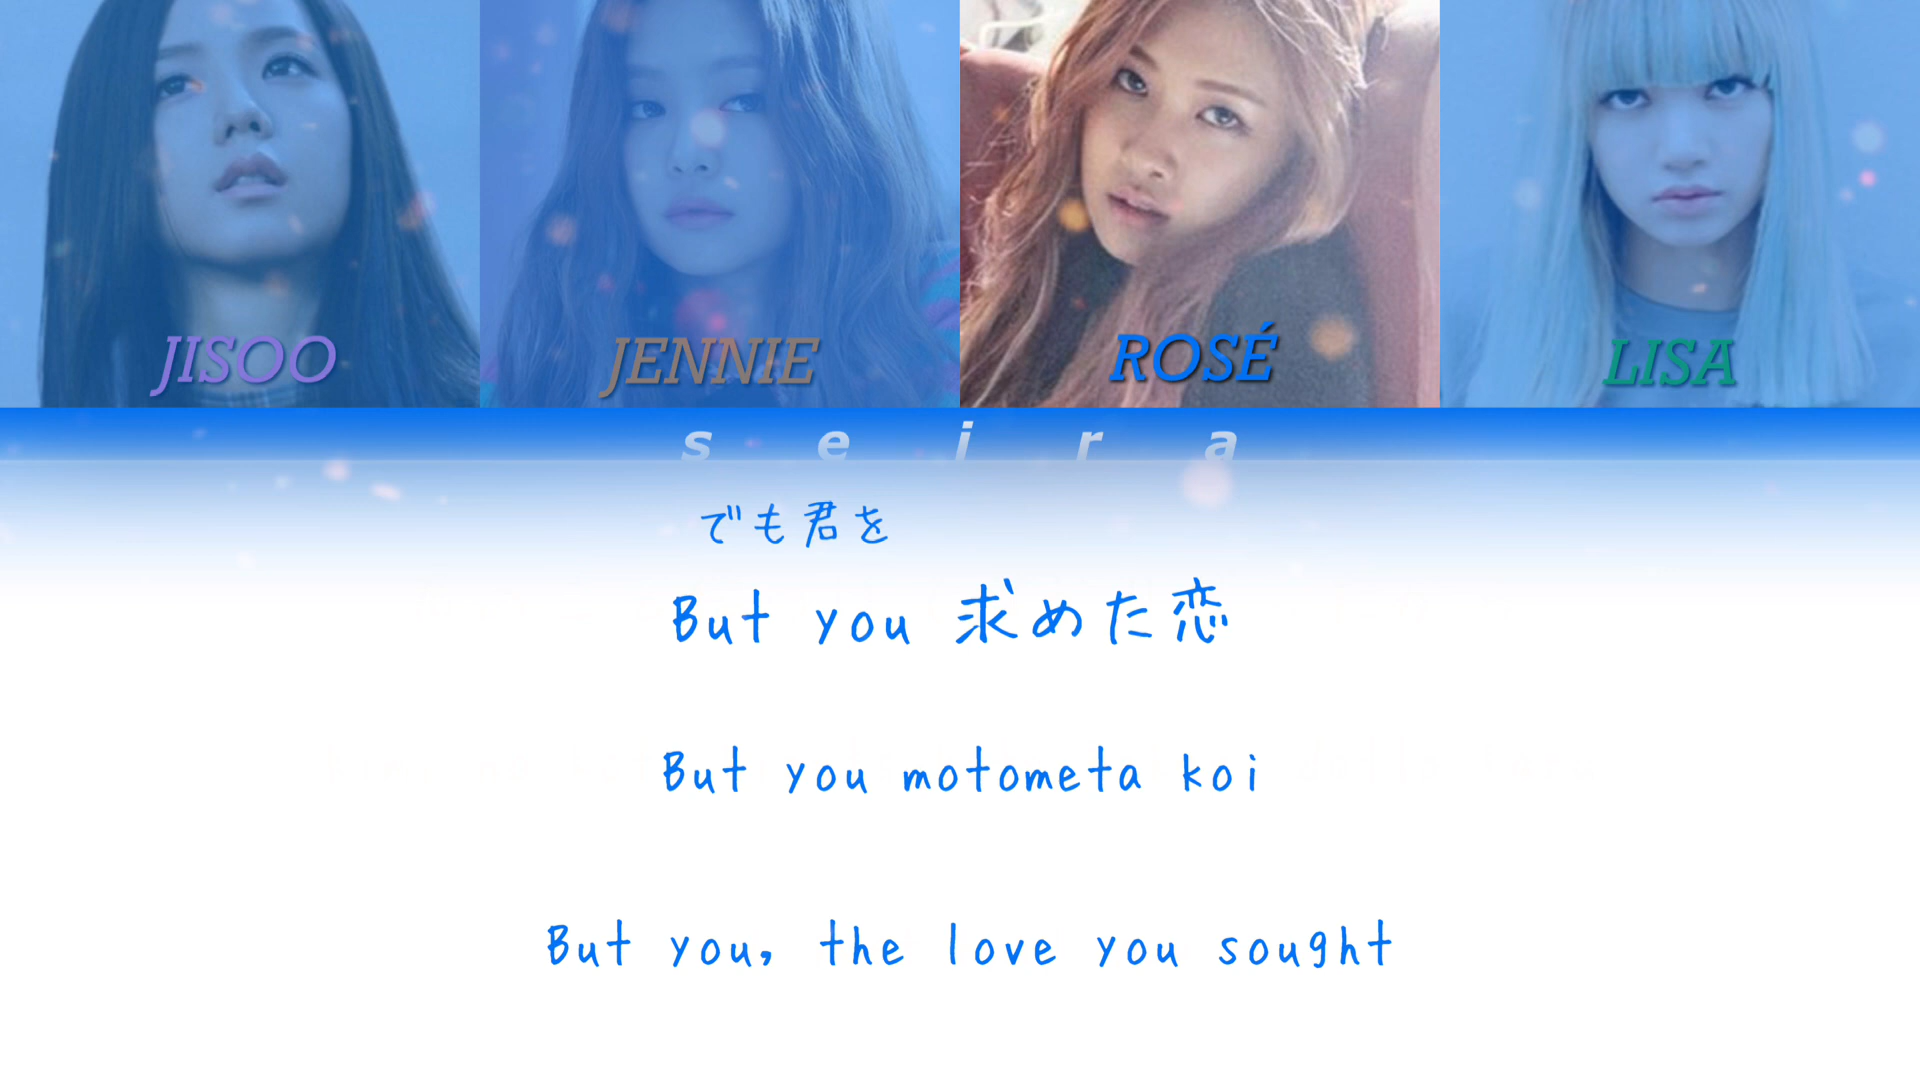 JISOO
JENNIE
ROSÉ
LISA
seira
でも君を
But you 求めた恋
But you motometa koi
But you, the love you sought